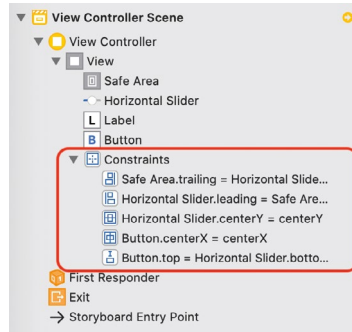 View Controller Scene
View Controller
View
Safe Area
Horizontal Slider
L Label
B Button
Constraints
Safe Area.trailing = Horizontal Slide...
Horizontal Slider.leading = Safe Are...
Horizontal Slider.centerY = centerY
Button.centerX = centerX
Button.top = Horizontal Slider.botto...
First Responder
Exit
Storyboard Entry Point